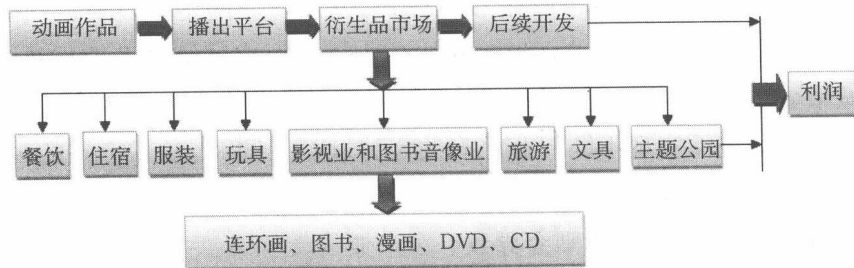 动画作品
播出平台
衍生品市场
后续开发
利润
餐饮
住宿
服装
玩具
影视业和图书音像业
旅游
文具
主题公园
连环画、图书、漫画、DVD、CD